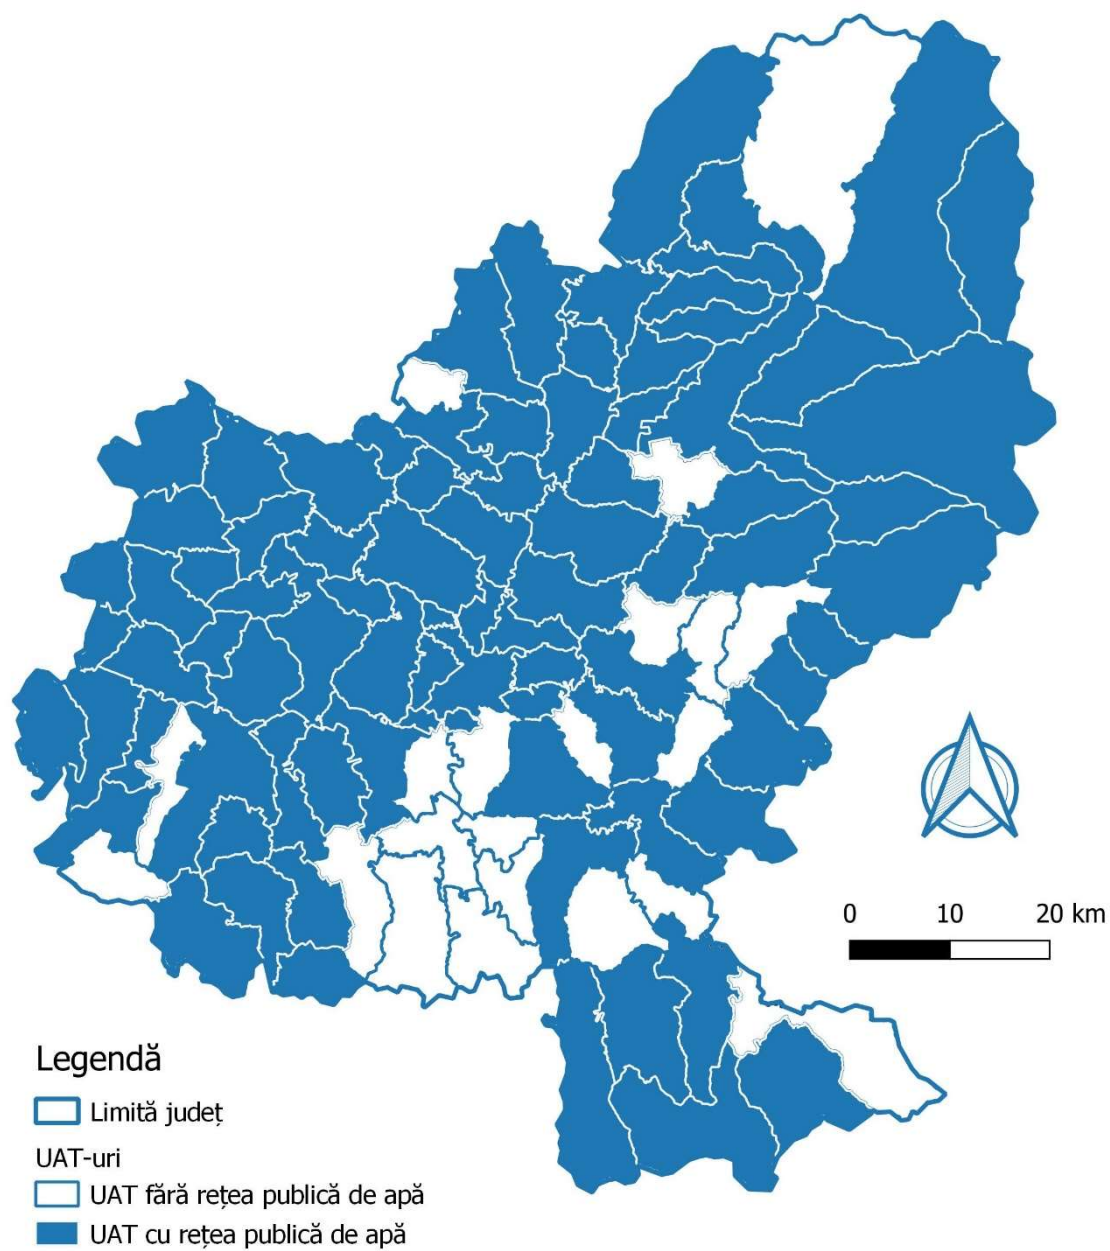 0 10 20 km
Legendă
Limită județ
UAT-uri
UAT fără rețea publică de apă
UAT cu rețea publică de apă